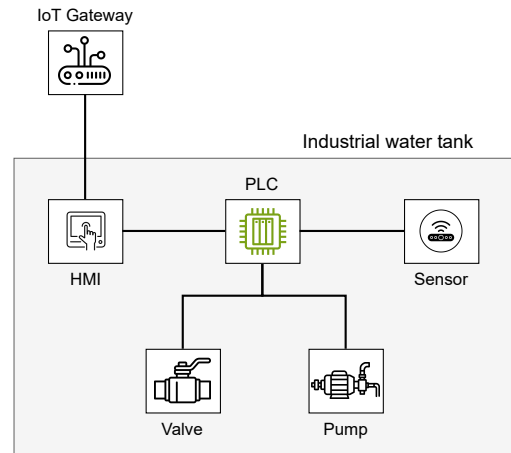 IoT Gateway
Industrial water tank
PLC
HMI
Sensor
Valve
Pump